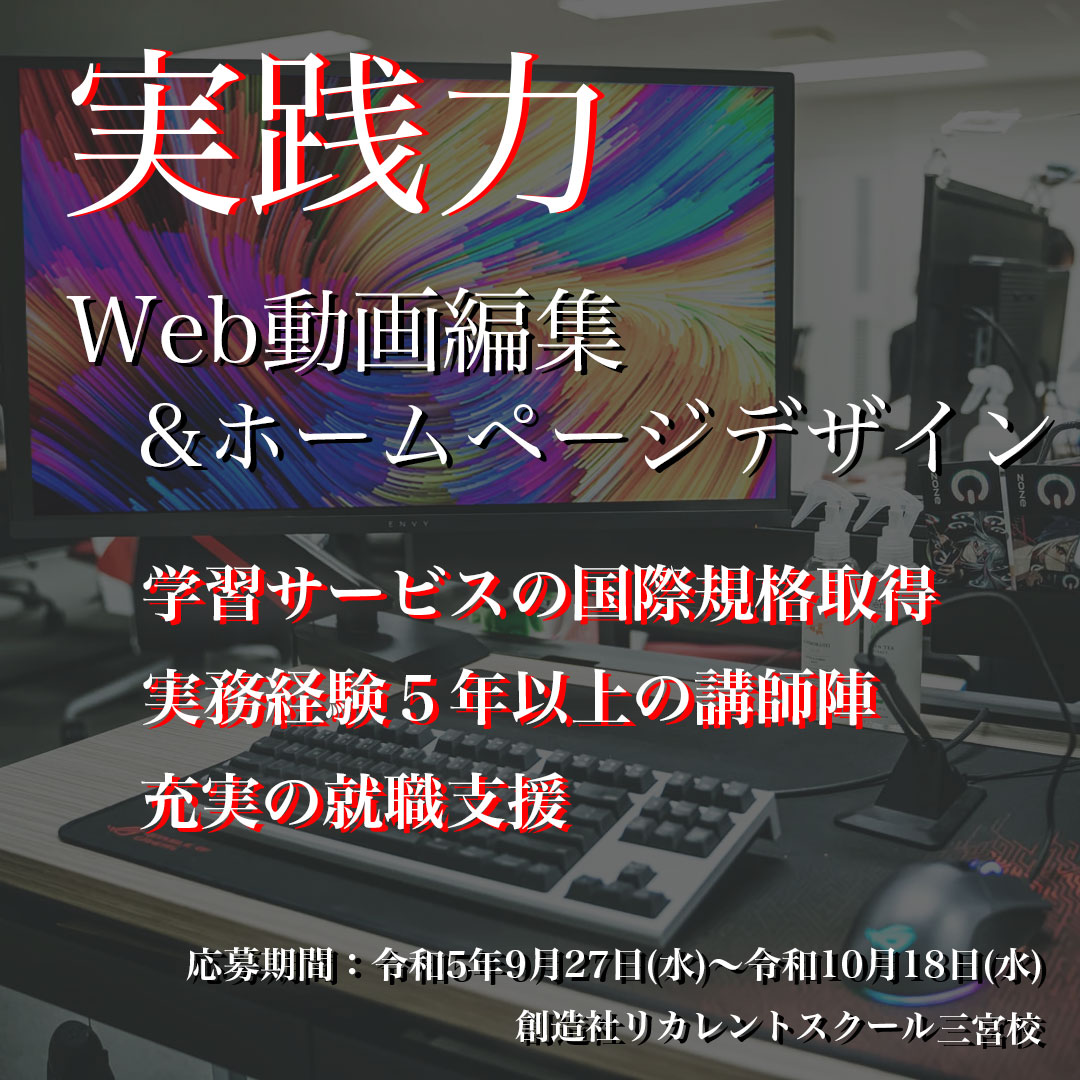 実践力
Web動画編集
&ホームページデザイン
ENVY
ZONE
学習サービスの国際規格取得
実務経験５年以上の講師陣
充実の就職支援
応募期間：令和5年9月27日(水)～令和10月18日(水)
創造社リカレントスクール三宮校